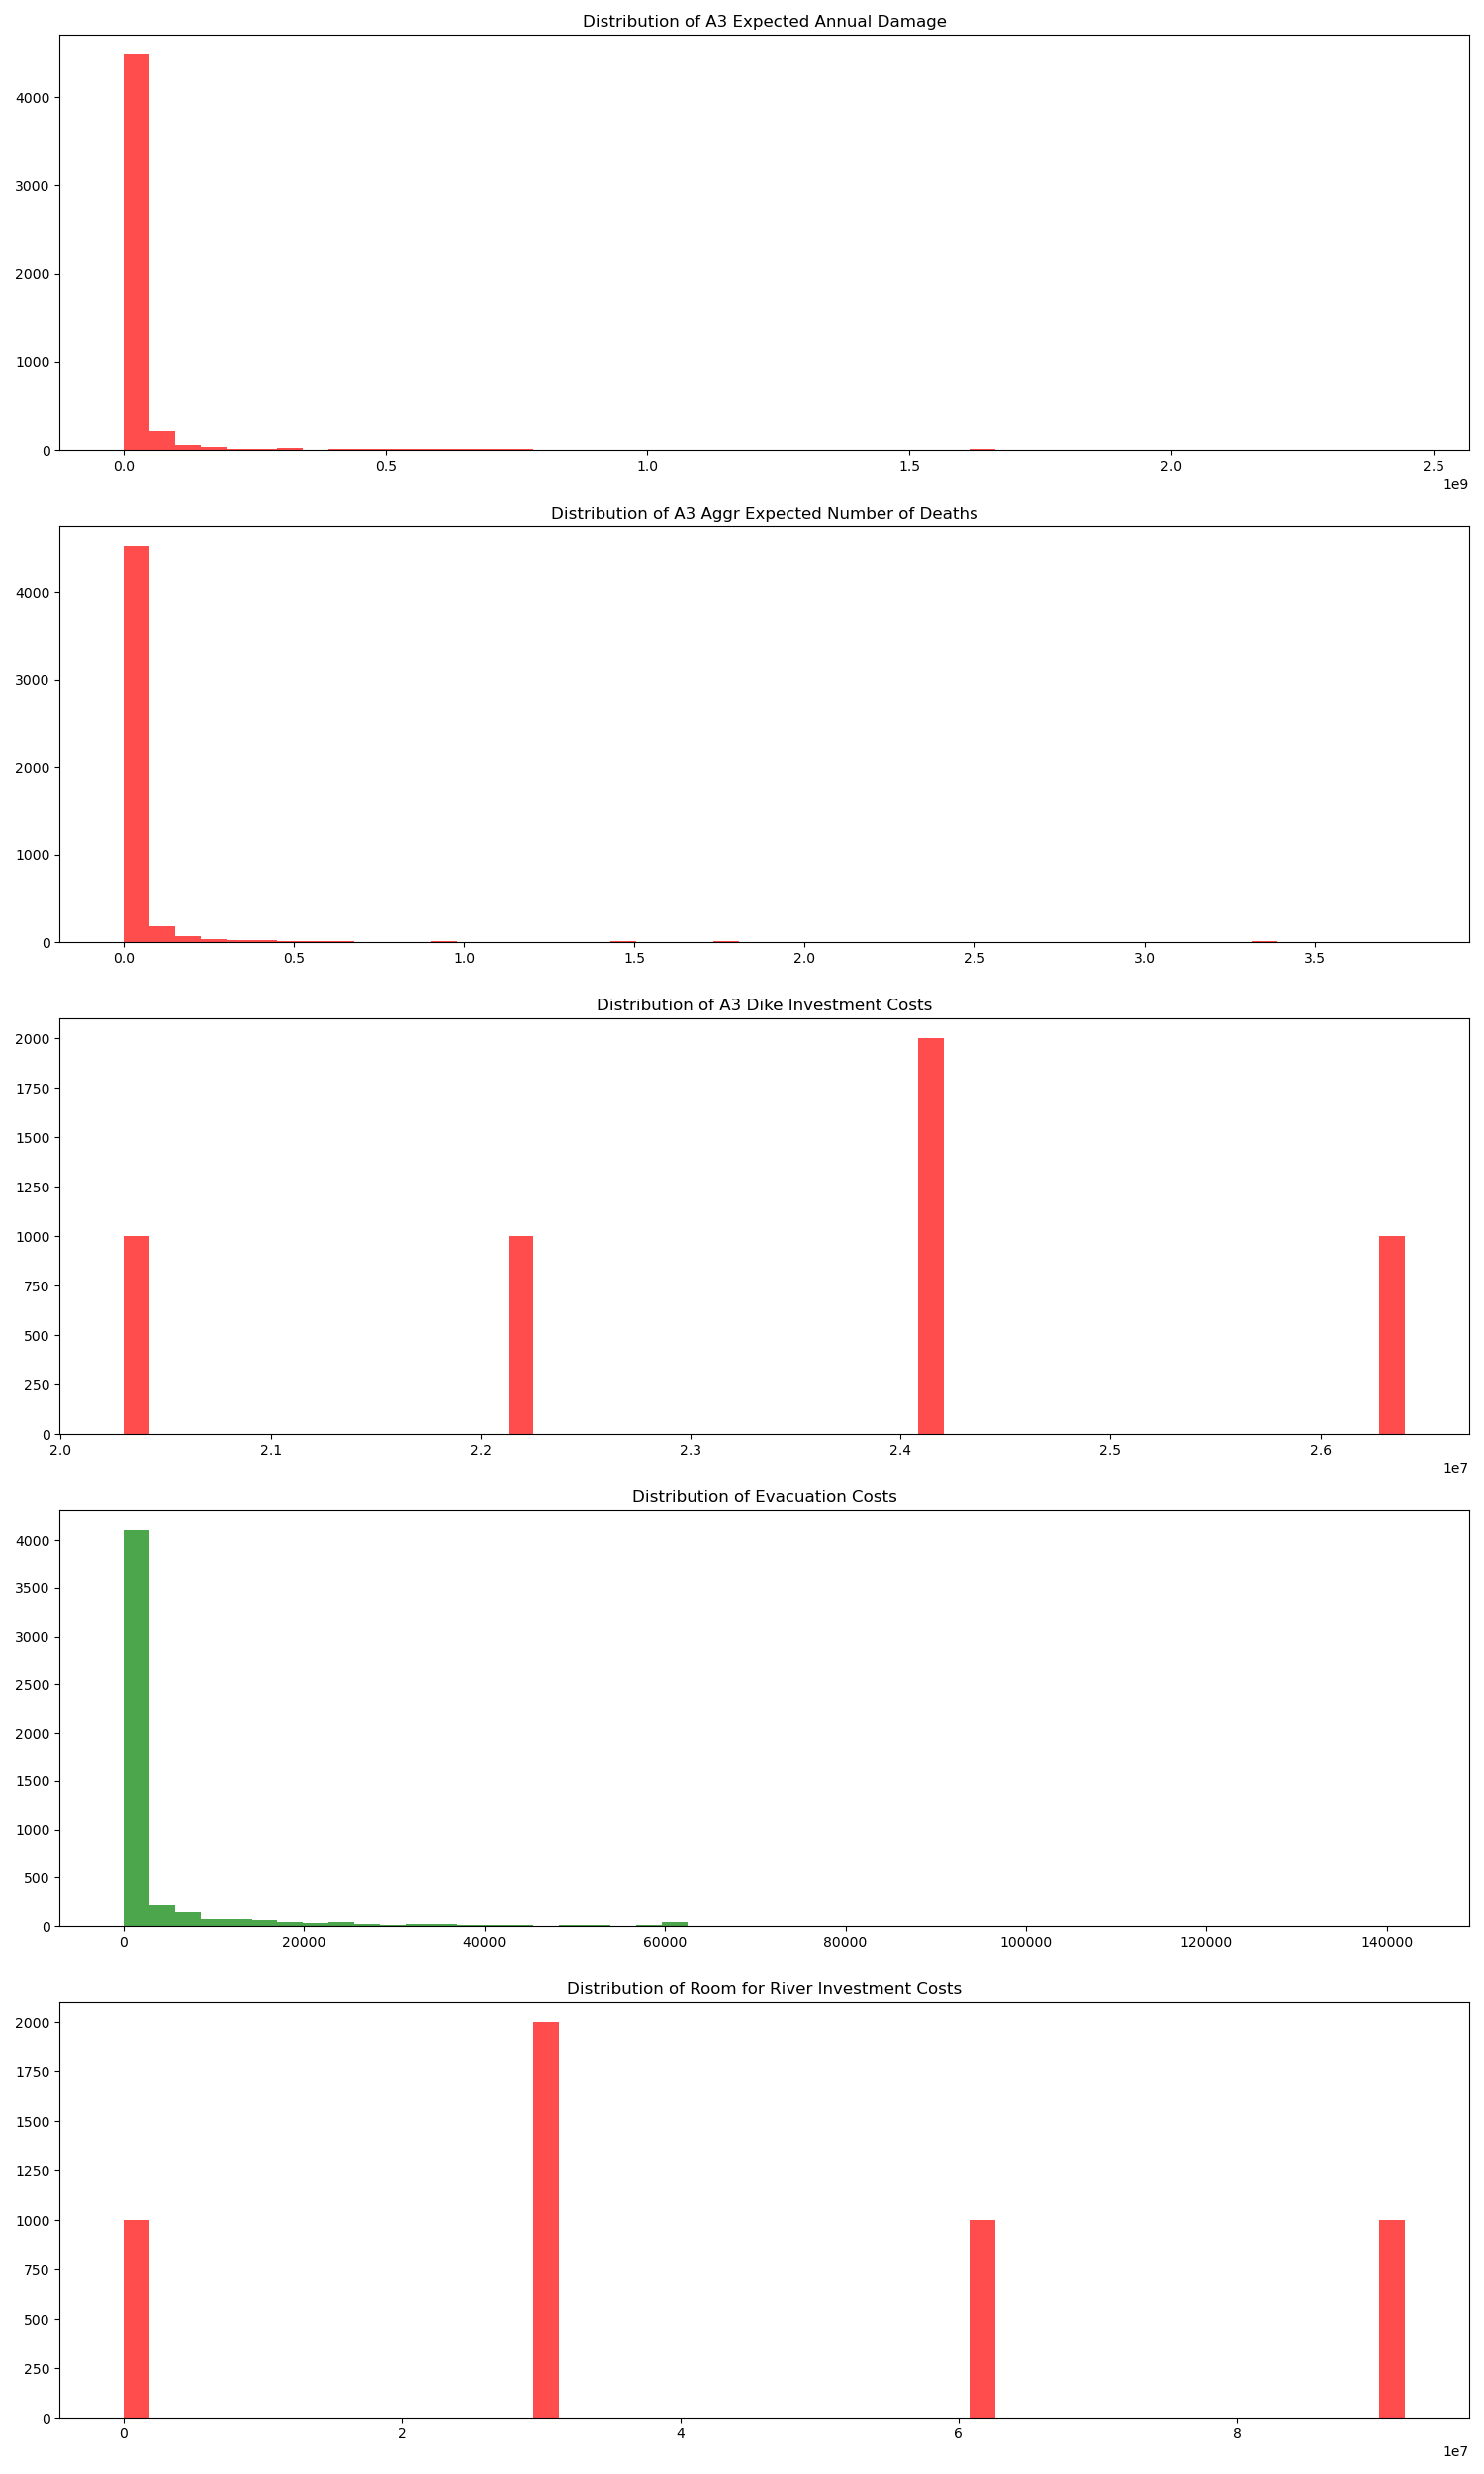 Distribution of A3 Expected Annual Damage
4000
3000
2000
1000
0
0.0 0.5 1.0 1.5 2.0 2.5
1e9
Distribution of A3 Aggr Expected Number of Deaths
4000
3000
2000
1000
0
0.0 0.5 1.0 1.5 2.0 2.5 3.0 3.5
Distribution of A3 Dike Investment Costs
2000
1750
1500
1250
1000
750
500
250
0
2.0 2.1 2.2 2.3 2.4 2.5 2.6
1e7
Distribution of Evacuation Costs
4000
3500
3000
2500
2000
1500
1000
500
0
0 20000 40000 60000 80000 100000 120000 140000
Distribution of Room for River Investment Costs
2000
1750
1500
1250
1000
750
500
250
0
0 2 4 6 8
1e7